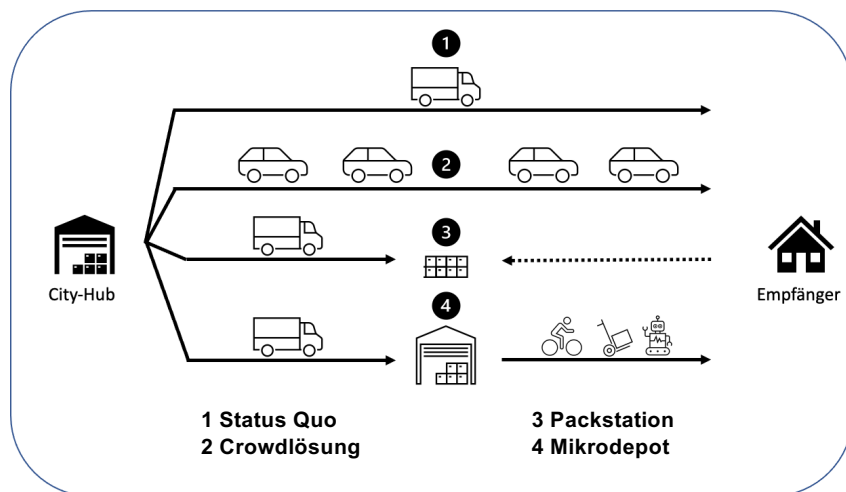 1
2
3
City-Hub
Empfänger
4
1 Status Quo
2 Crowdlösung
3 Packstation
4 Mikrodepot